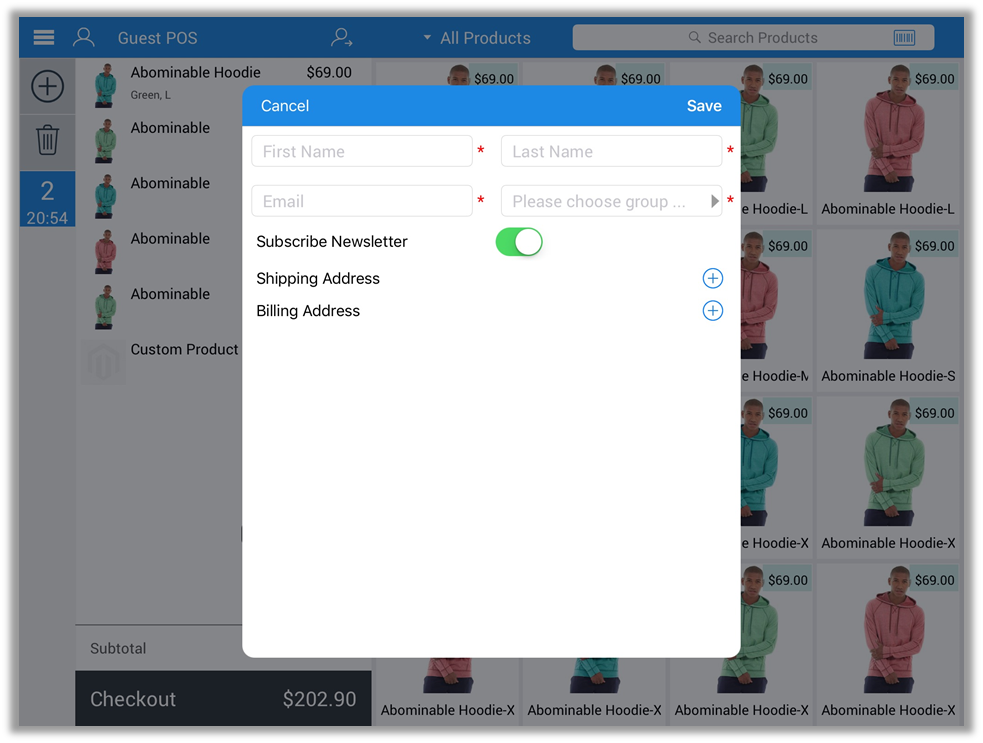 Guest POS
All Products
Search Products
Abominable Hoodie $69.00
Green, L
Abominable
Abominable
Abominable
Abominable
Custom Product
2
20:54
Subtotal
Checkout $202.90
Cancel Save
First Name * Last Name *
Email * Please choose group ... *
Subscribe Newsletter
Shipping Address
Billing Address
$69.00 $69.00 $69.00 $69.00
e Hoodie-L Abominable Hoodie-L
$69.00 $69.00
e Hoodie-M Abominable Hoodie-S
$69.00 $69.00
e Hoodie-X Abominable Hoodie-X
$69.00 $69.00
Abominable Hoodie-X Abominable Hoodie-X Abominable Hoodie-X Abominable Hoodie-X